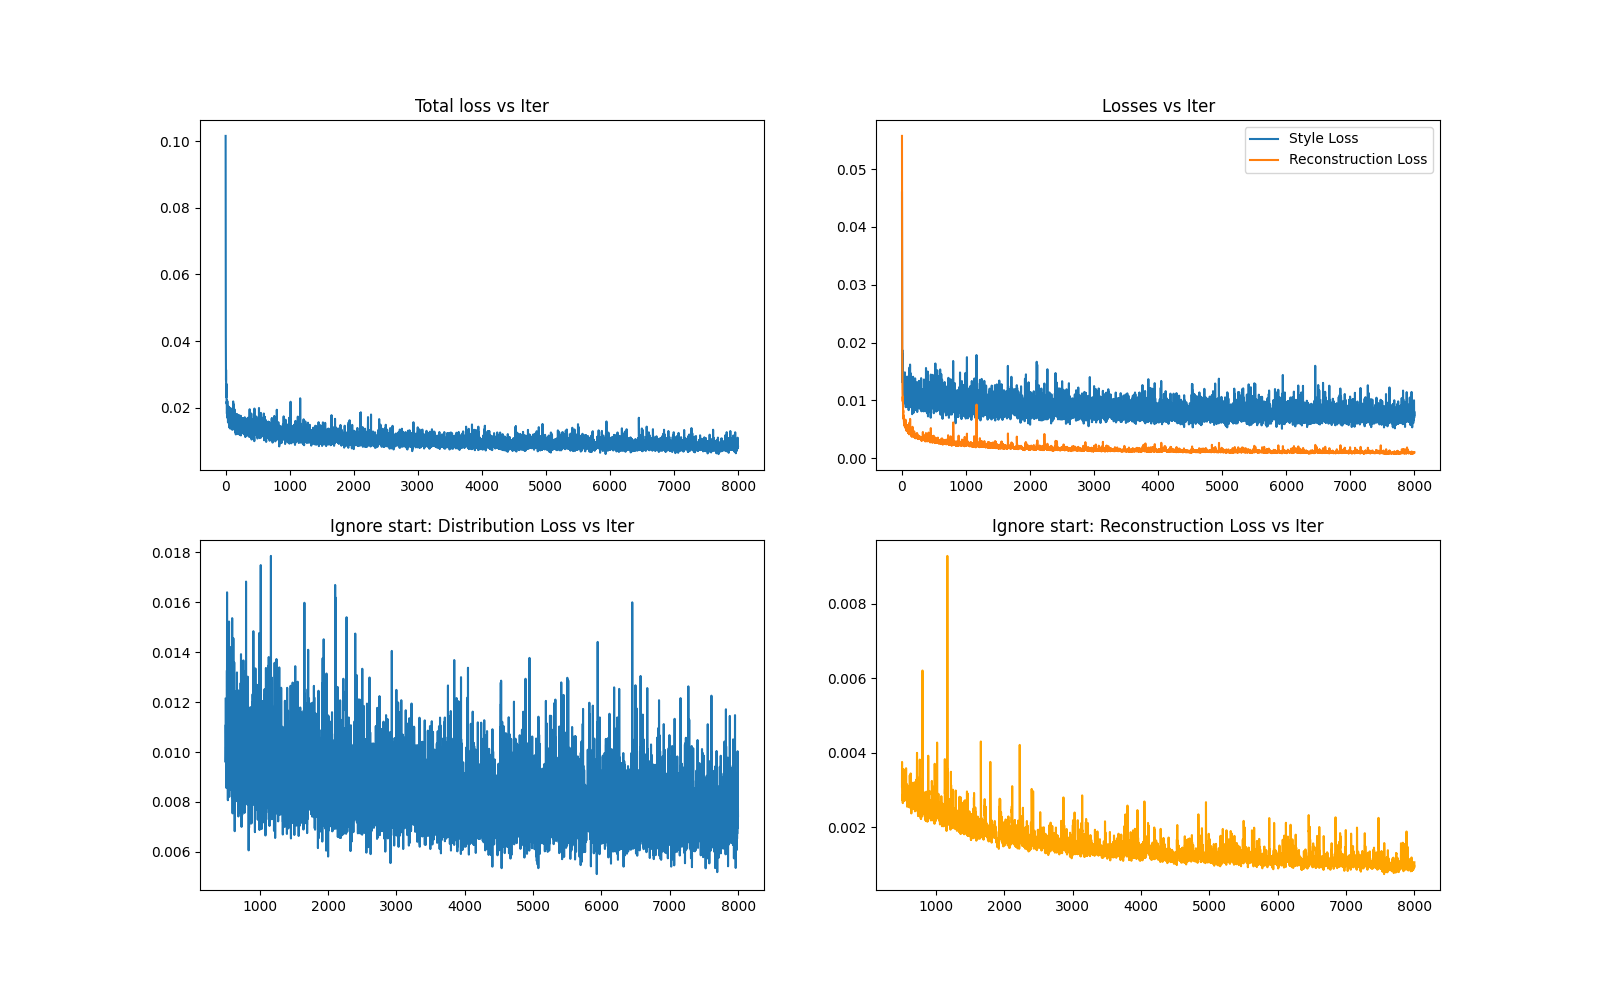 Total loss vs Iter
0.10
0.08
0.06
0.04
0.02
0 1000 2000 3000 4000 5000 6000 7000 8000
Losses vs Iter
Style Loss
Reconstruction Loss
0.05
0.04
0.03
0.02
0.01
0.00
0 1000 2000 3000 4000 5000 6000 7000 8000
Ignore start: Distribution Loss vs Iter
0.018
0.016
0.014
0.012
0.010
0.008
0.006
1000 2000 3000 4000 5000 6000 7000 8000
Ignore start: Reconstruction Loss vs Iter
0.008
0.006
0.004
0.002
1000 2000 3000 4000 5000 6000 7000 8000